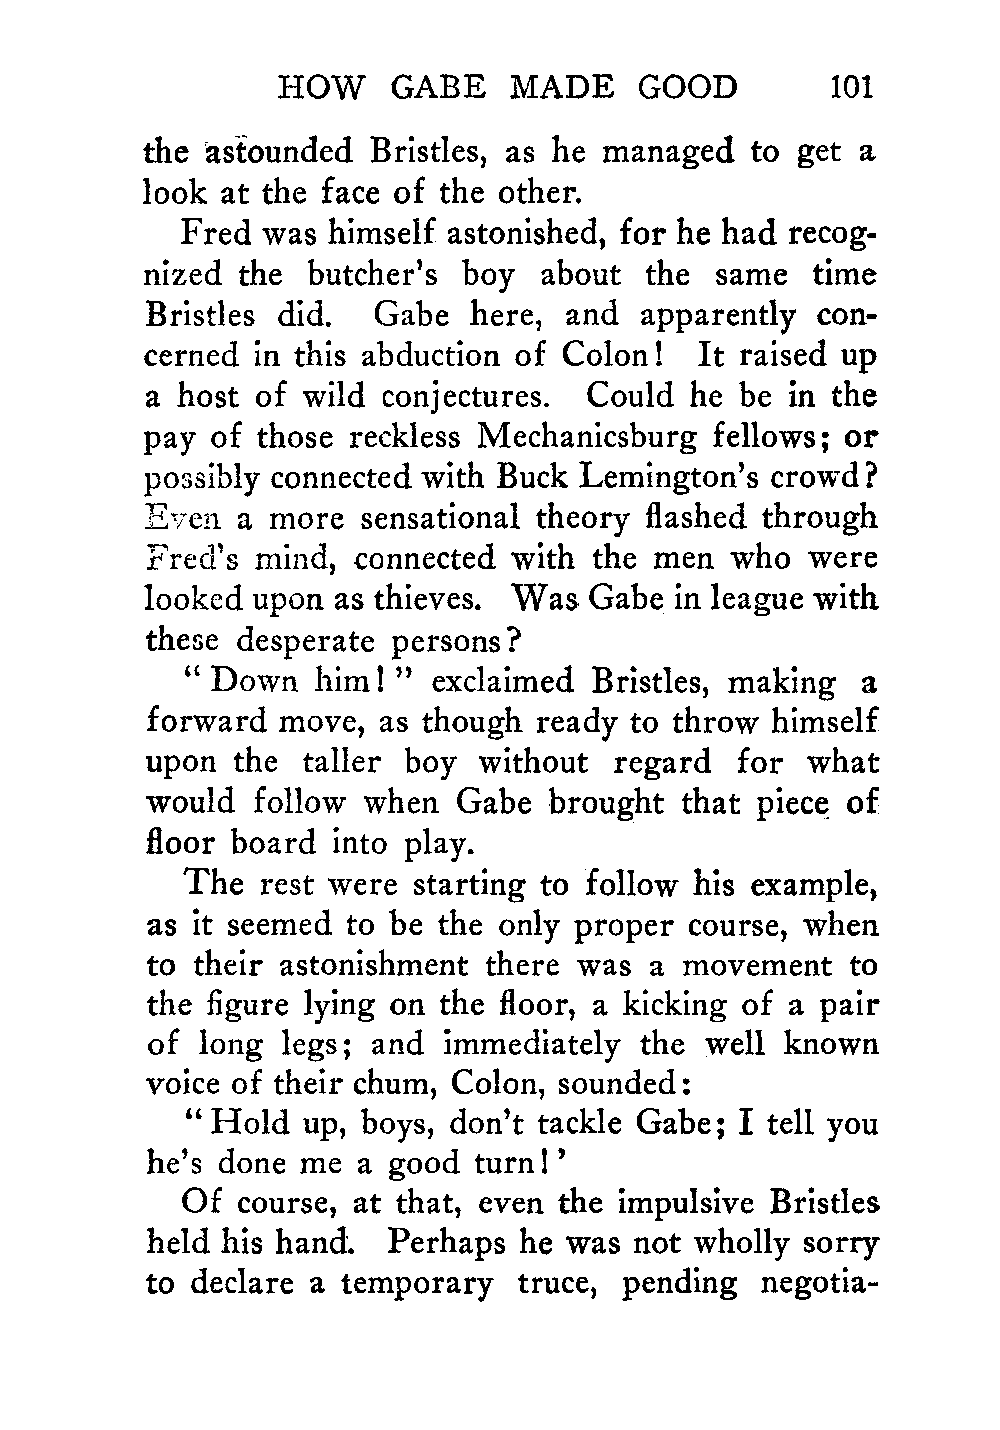 HOW GABE MADE GOOD 101
the astounded Bristles, as he managed to get a
look at the face of the other.
Fred was himself astonished, for he had recog-
nized the butcher's boy about the same time
Bristles did. Gabe here, and apparently con-
cerned in this abduction of Colon! It raised up
a host of wild conjectures. Could he be in the
pay of those reckless Mechanicsburg fellows; or
possibly connected with Buck Lemington's crowd?
Even a more sensational theory flashed through
Fred's mind, connected with the men who were
looked upon as thieves. Was Gabe in league with
these desperate persons?
"Down him!" exclaimed Bristles, making a
forward move, as though ready to throw himself
upon the taller boy without regard for what
would follow when Gabe brought that piece of
floor board into play.
The rest were starting to follow his example,
as it seemed to be the only proper course, when
to their astonishment there was a movement to
the figure lying on the floor, a kicking of a pair
of long legs; and immediately the well known
voice of their chum, Colon, sounded:
"Hold up, boys, don't tackle Gabe; I tell you
he's done me a good turn!'
Of course, at that, even the impulsive Bristles
held his hand. Perhaps he was not wholly sorry
to declare a temporary truce, pending negotia-